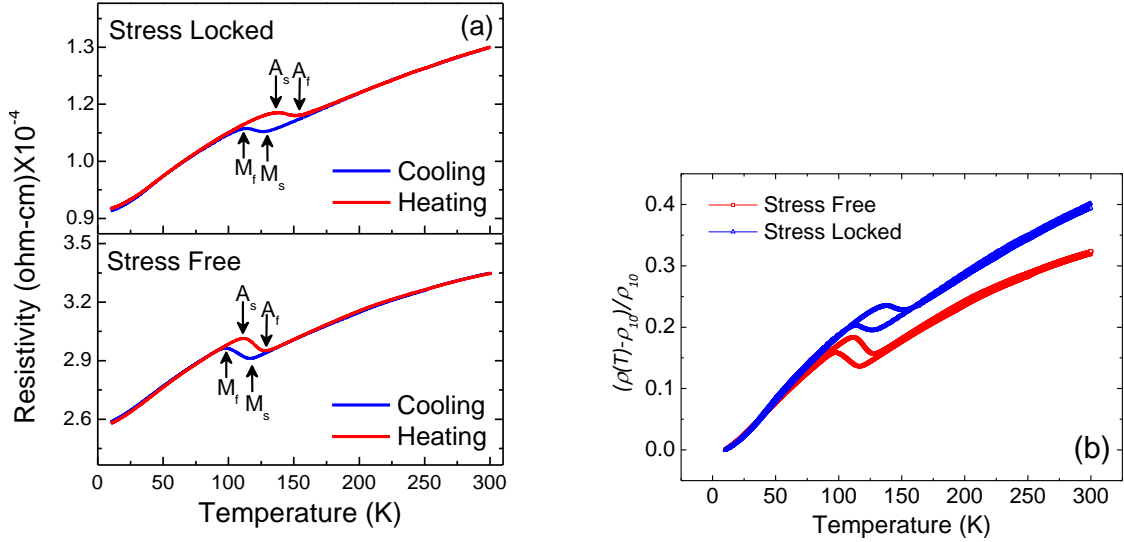 (a)
Stress Locked
1.3
1.2
1.0
0.9
A_s A_f
M_f M_s
Cooling
Heating
Stress Free
3.5
3.2
2.9
2.6
A_s
A_f
M_f M_s
Cooling
Heating
Resistivity (ohm-cm)X10^-4
0 50 100 150 200 250 300
Temperature (K)
0.4
0.3
0.2
0.1
0.0
Stress Free
Stress Locked
(ρ(T)-ρ_10)/ρ_10
(b)
0 50 100 150 200 250 300
Temperature (K)